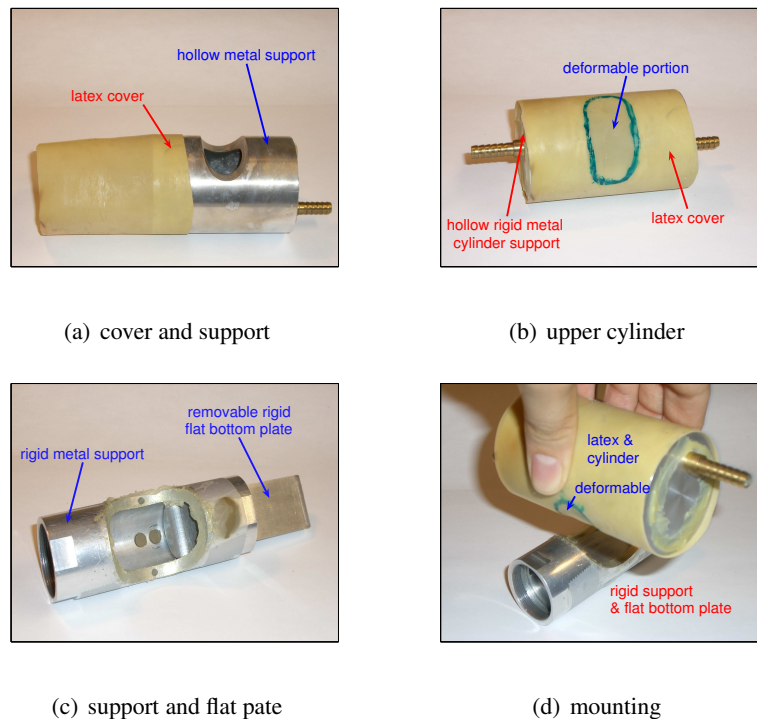 hollow metal support
latex cover
(a) cover and support
deformable portion
hollow rigid metal
cylinder support
latex cover
(b) upper cylinder
removable rigid
flat bottom plate
rigid metal support
(c) support and flat pate
latex &
cylinder
deformable
rigid support
& flat bottom plate
(d) mounting